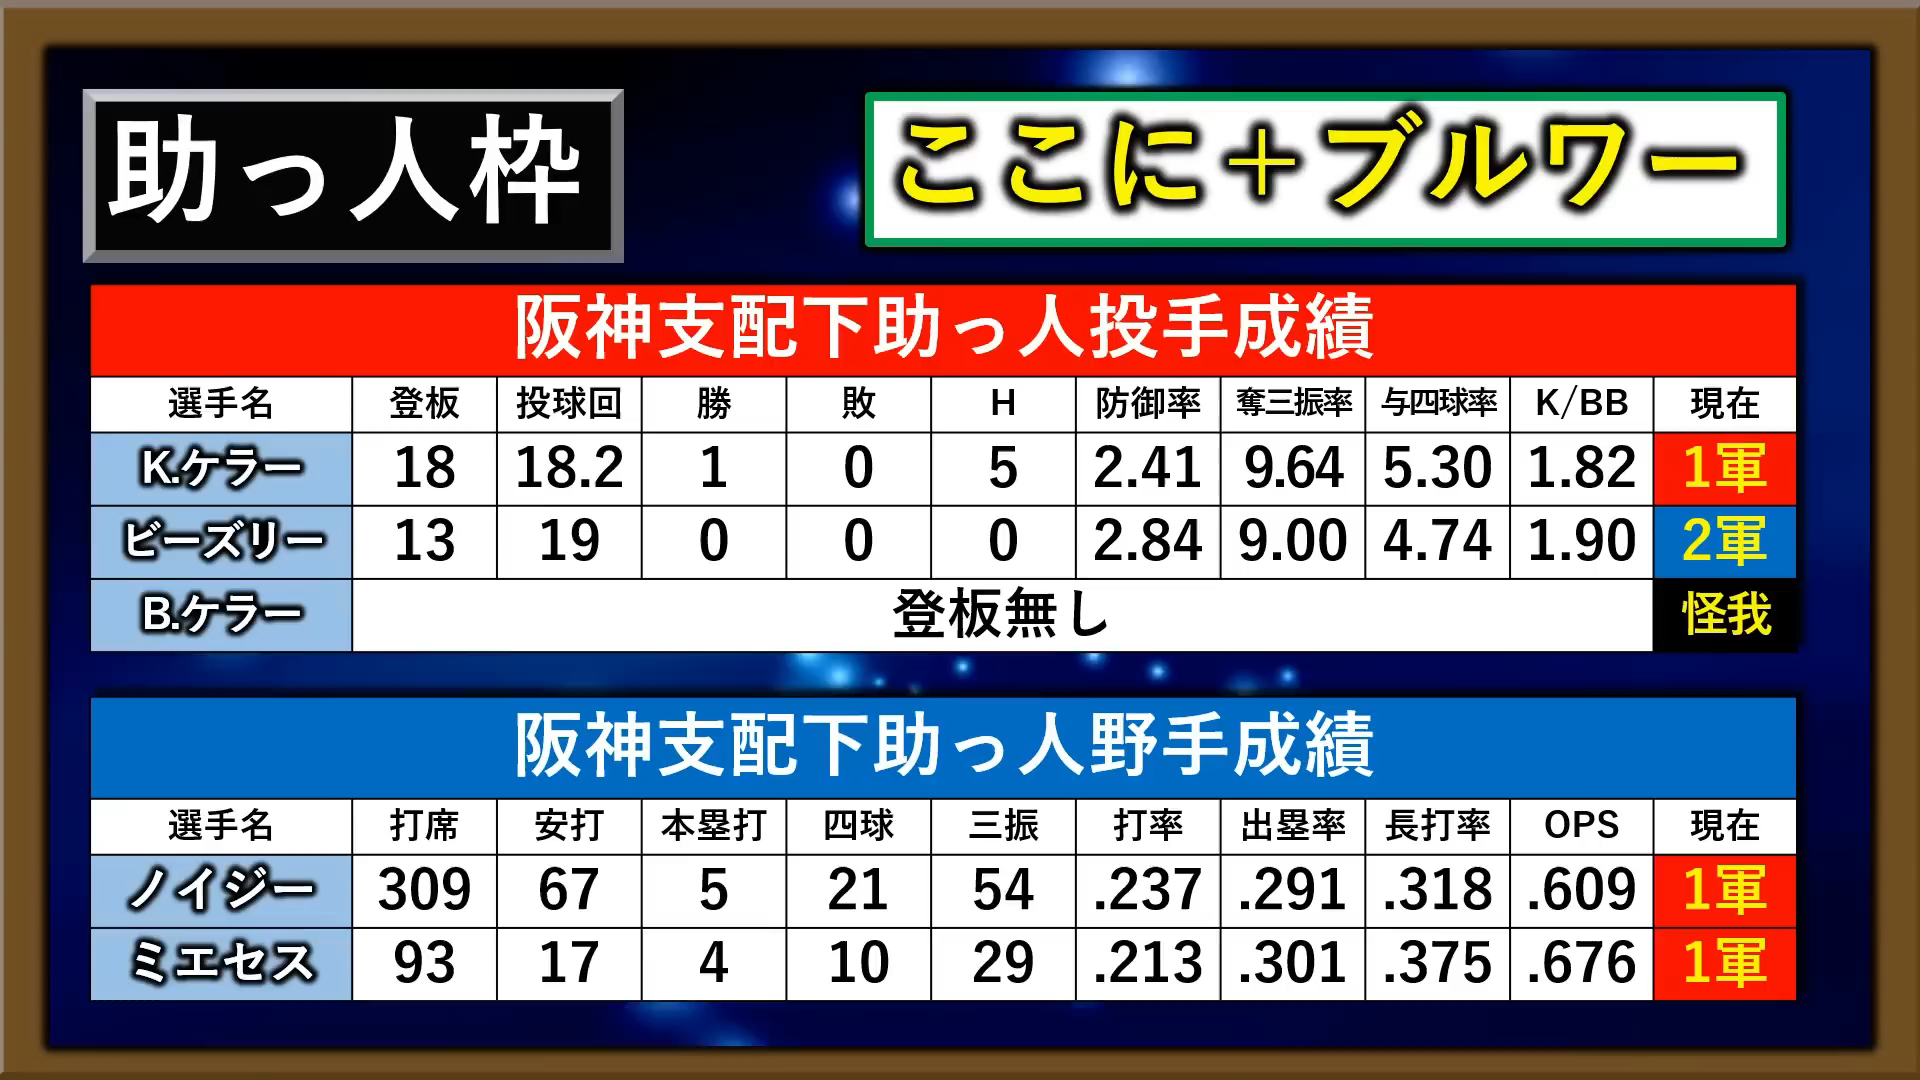 助っ人枠
ここに＋ブルワー
阪神支配下助っ人投手成績
選手名 登板 投球回 勝 敗 H 防御率 奪三振率 与四球率 K/BB 現在
K.ケラー 18 18.2 1 0 5 2.41 9.64 5.30 1.82 1軍
ビーズリー 13 19 0 0 0 2.84 9.00 4.74 1.90 2軍
B.ケラー 登板無し 怪我
阪神支配下助っ人野手成績
選手名 打席 安打 本塁打 四球 三振 打率 出塁率 長打率 OPS 現在
ノイジー 309 67 5 21 54 .237 .291 .318 .609 1軍
ミエセス 93 17 4 10 29 .213 .301 .375 .676 1軍